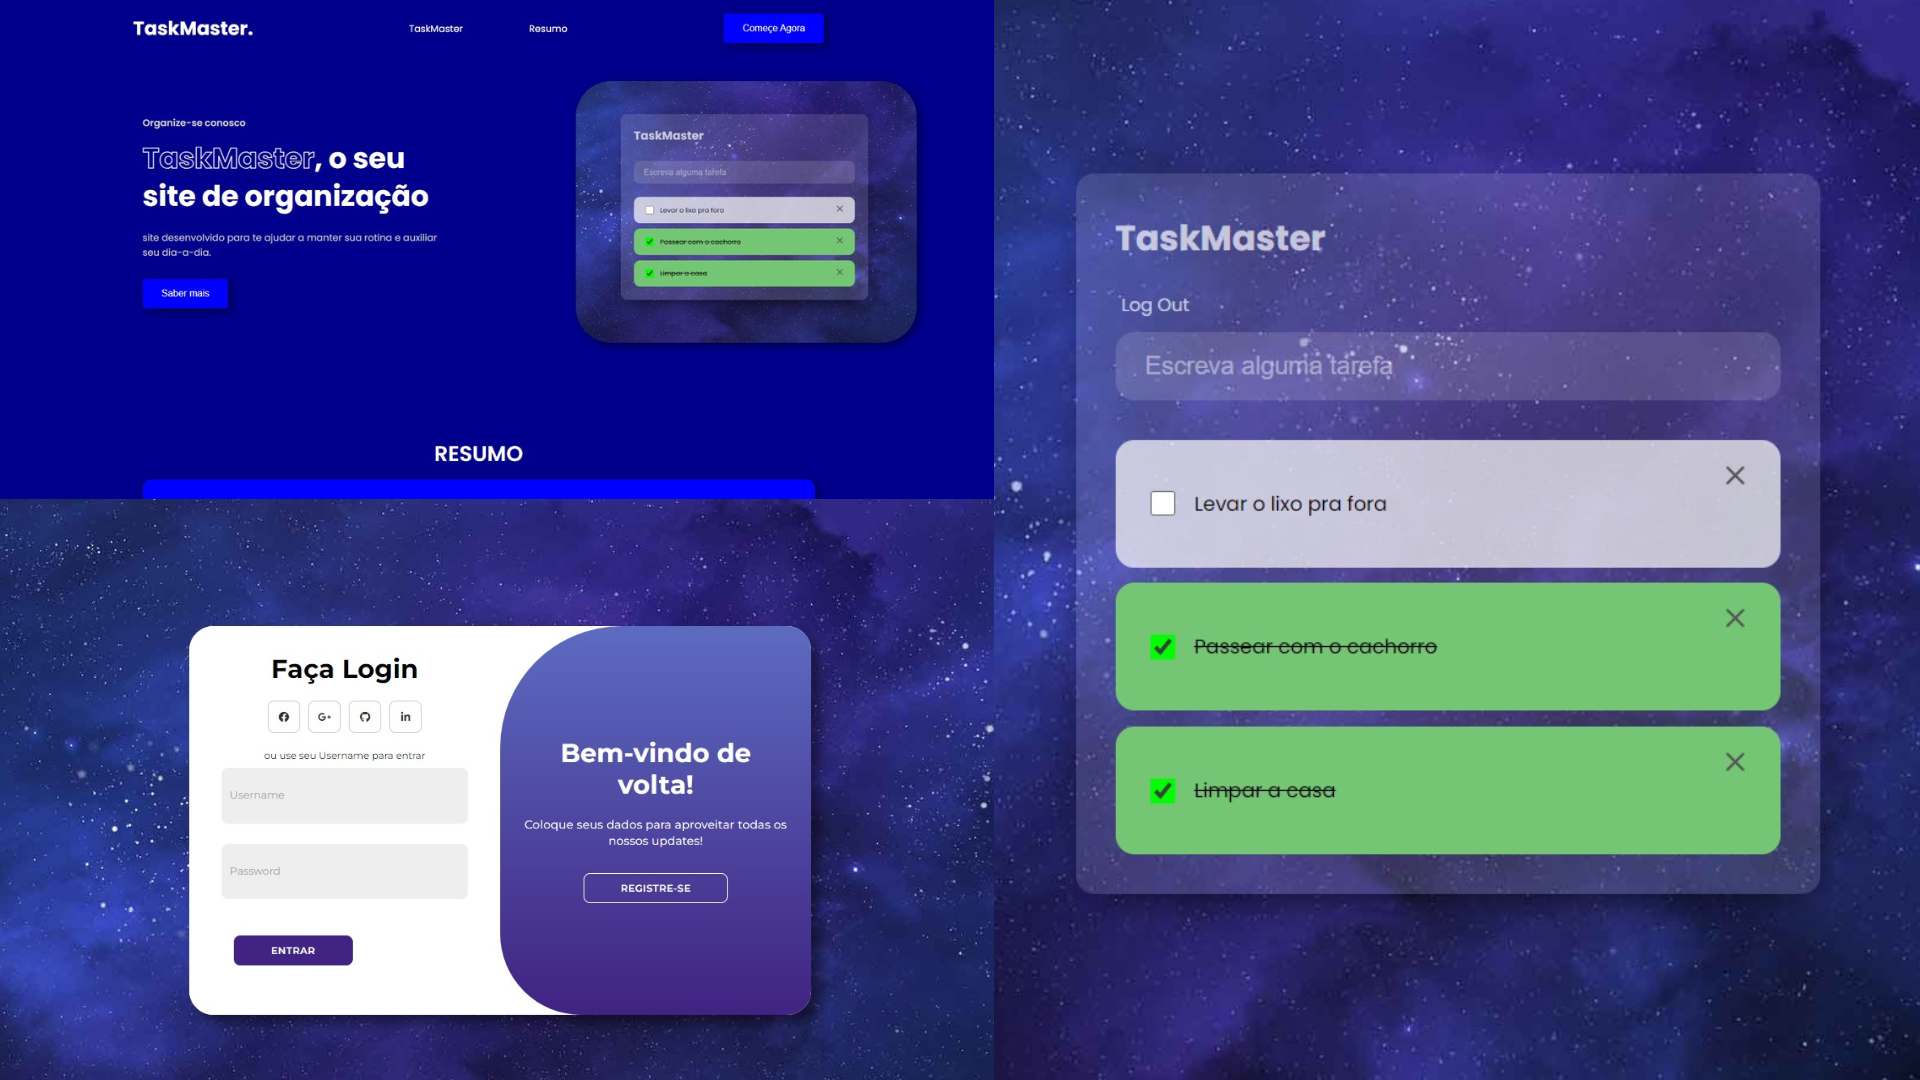 TaskMaster.
TaskMaster
Resumo
Começe Agora
Organize-se conosco
TaskMaster, o seu
site de organização
site desenvolvido para te ajudar a manter sua rotina e auxiliar
seu dia-a-dia.
Saber mais
TaskMaster
Escreva alguma tarefa
Levar o lixo pra fora
Passear com o cachorro
Limpar a casa
RESUMO
Faça Login
G+
in
ou use seu Username para entrar
Username
Password
ENTRAR
Bem-vindo de
volta!
Coloque seus dados para aproveitar todas os
nossos updates!
REGISTRE-SE
TaskMaster
Log Out
Escreva alguma tarefa
Levar o lixo pra fora
Passear com o cachorro
Limpar a casa